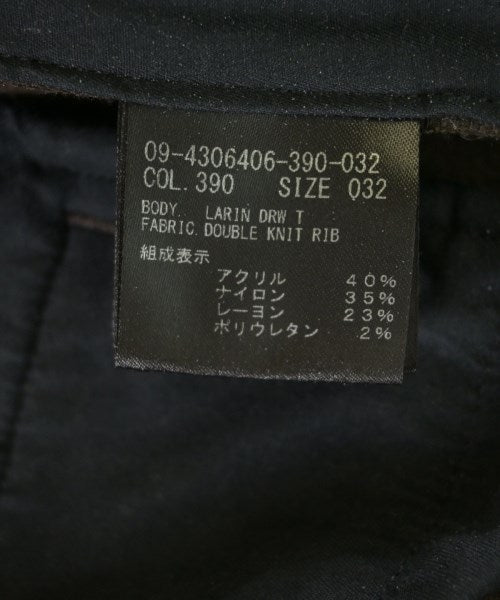 09-4306406-390-032
COL. 390 SIZE 032
BODY. LARIN DRW T
FABRIC. DOUBLE KNIT RIB
組成表示
アクリル 40%
ナイロン 35%
レーヨン 23%
ポリウレタン 2%